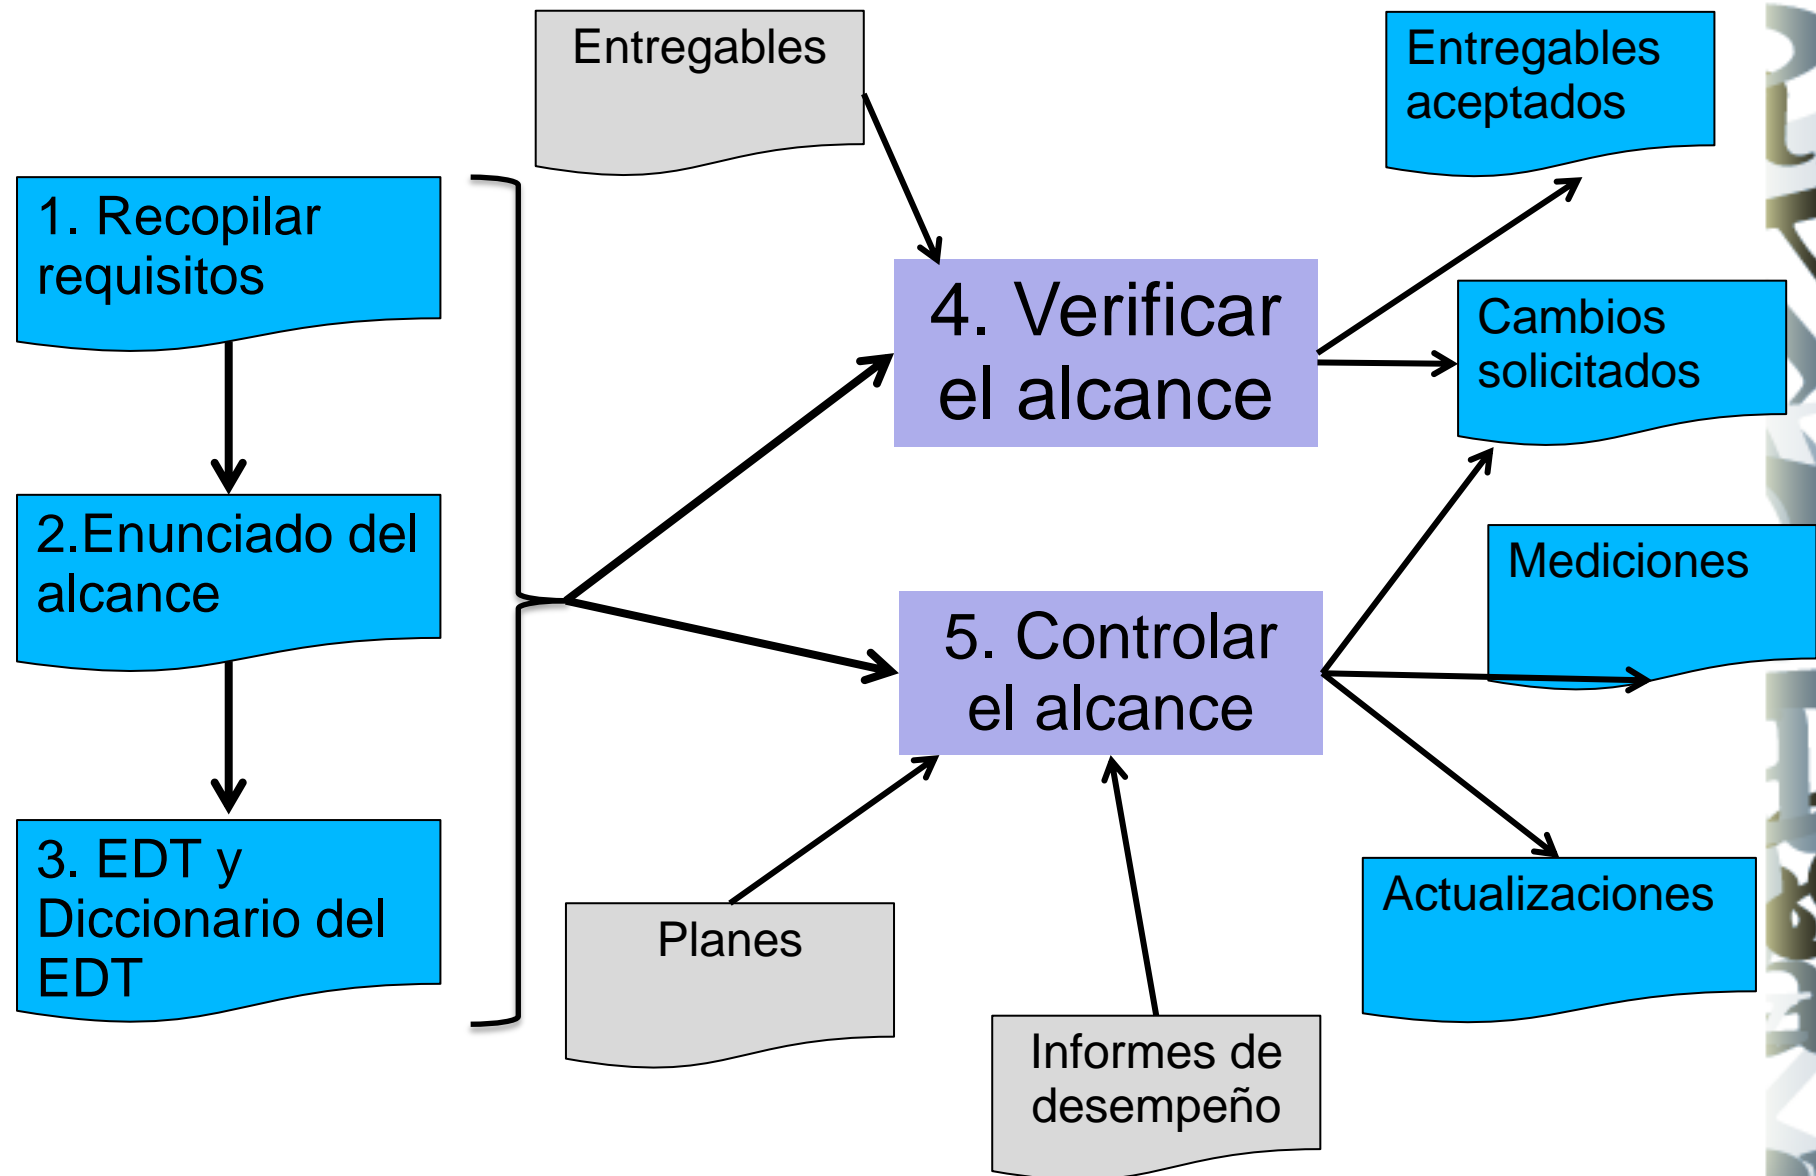 Entregables
Entregables
aceptados
1. Recopilar
requisitos
4. Verificar
el alcance
Cambios
solicitados
2.Enunciado del
alcance
Mediciones
5. Controlar
el alcance
3. EDT y
Diccionario del
EDT
Planes
Actualizaciones
Informes de
desempeño